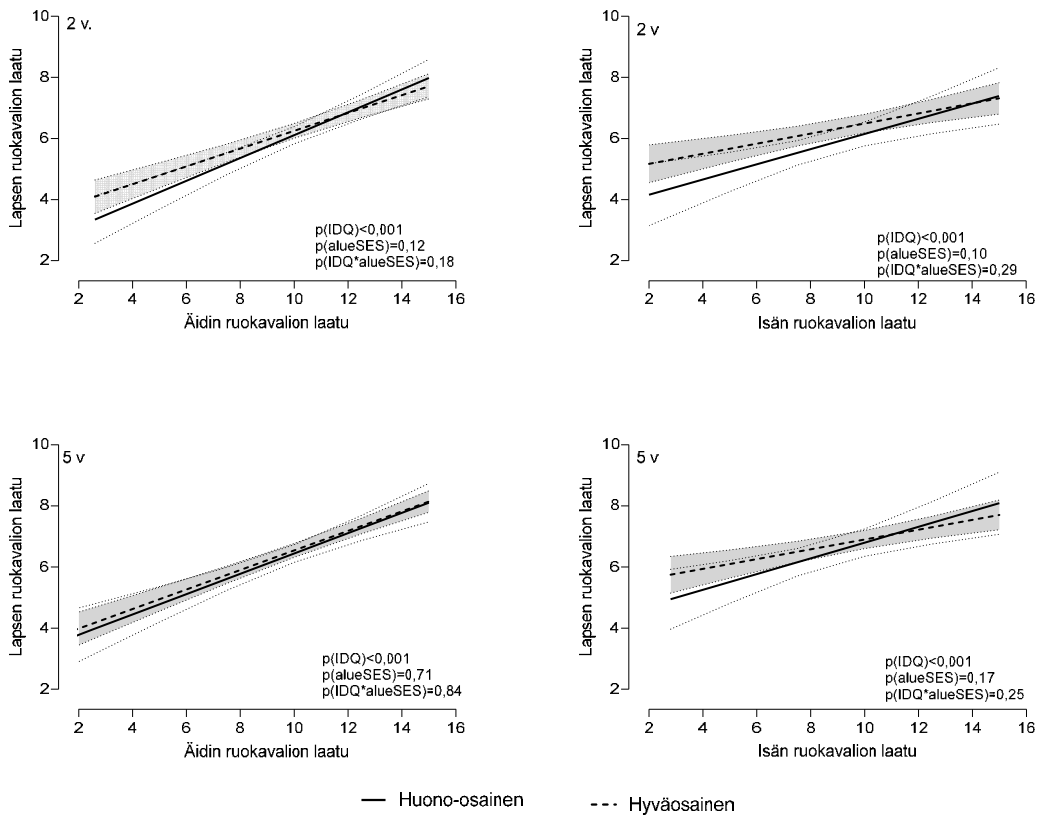 10
2 v.
8
6
4
2
Lapsen ruokavalion laatu
p(IDQ)<0,001
p(alueSES)=0,12
p(IDQ*alueSES)=0,18
2 4 6 8 10 12 14 16
Äidin ruokavalion laatu
10
2 v
8
6
4
2
Lapsen ruokavalion laatu
p(IDQ)<0,001
p(alueSES)=0,10
p(IDQ*alueSES)=0,29
2 4 6 8 10 12 14 16
Isän ruokavalion laatu
10
5 v
8
6
4
2
Lapsen ruokavalion laatu
p(IDQ)<0,001
p(alueSES)=0,71
p(IDQ*alueSES)=0,84
2 4 6 8 10 12 14 16
Äidin ruokavalion laatu
10
5 v
8
6
4
2
Lapsen ruokavalion laatu
p(IDQ)<0,001
p(alueSES)=0,17
p(IDQ*alueSES)=0,25
2 4 6 8 10 12 14 16
Isän ruokavalion laatu
Huono-osainen
Hyväosainen